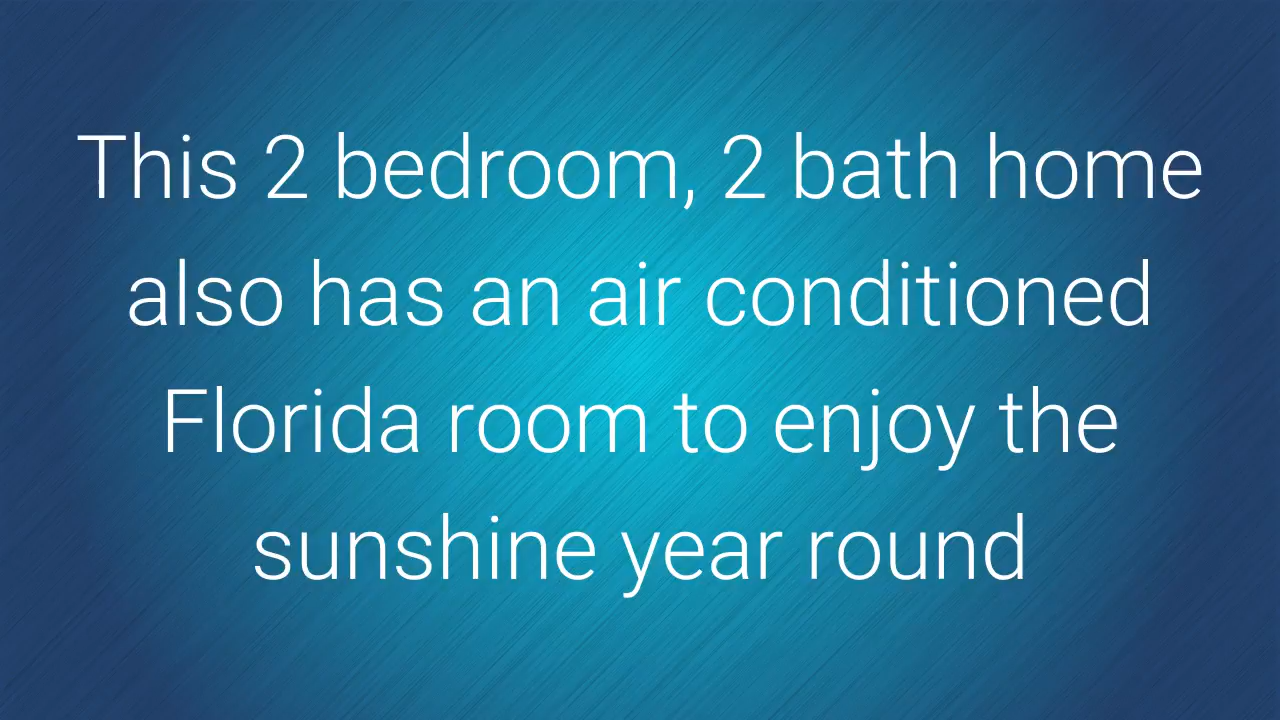 This 2 bedroom, 2 bath home
also has an air conditioned
Florida room to enjoy the
sunshine year round